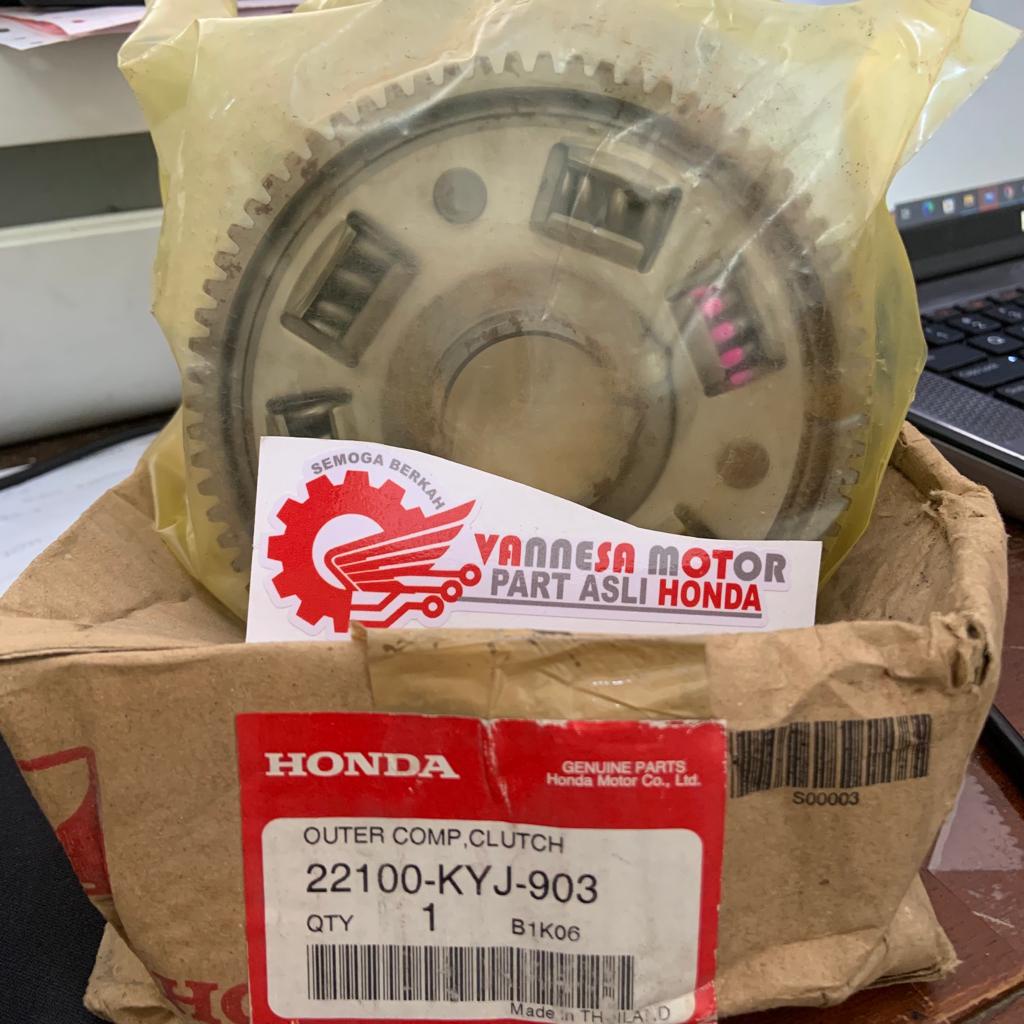 SEMOGA BERKAH
VANNESA MOTOR
PART ASLI HONDA
HONDA
GENUINE PARTS
Honda Motor Co., Ltd.
S00003
OUTER COMP,CLUTCH
22100-KYJ-903
QTY 1 B1K06
Made in THAILAND
HO